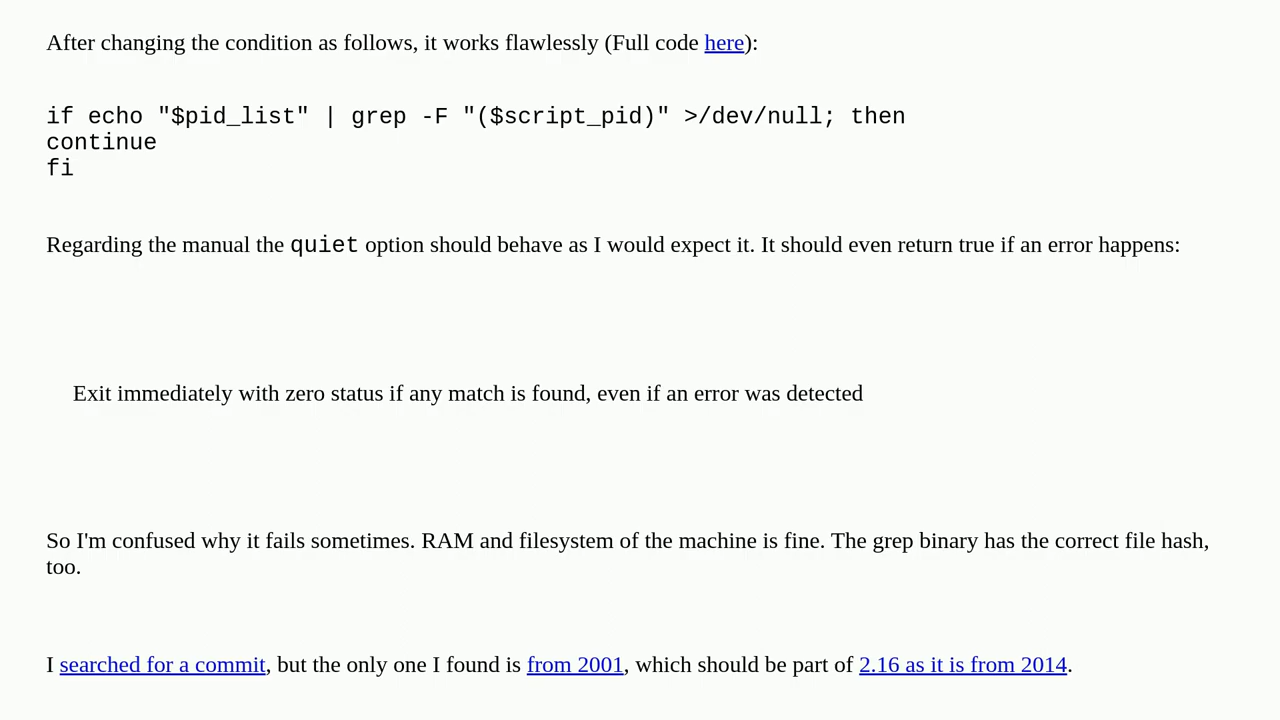 After changing the condition as follows, it works flawlessly (Full code here):
if echo "$pid_list" | grep -F "($script_pid)" >/dev/null; then
continue
fi
Regarding the manual the quiet option should behave as I would expect it. It should even return true if an error happens:
Exit immediately with zero status if any match is found, even if an error was detected
So I'm confused why it fails sometimes. RAM and filesystem of the machine is fine. The grep binary has the correct file hash,
too.
I searched for a commit, but the only one I found is from 2001, which should be part of 2.16 as it is from 2014.